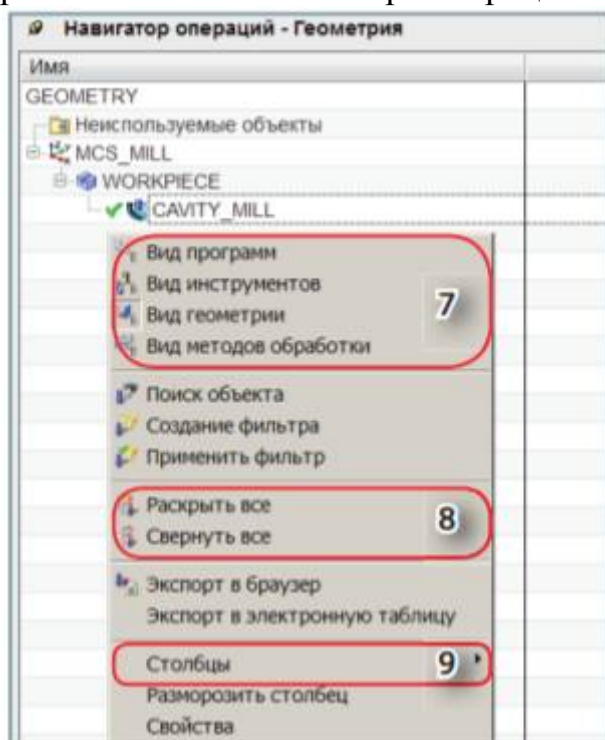 Навигатор операций - Геометрия
Имя
GEOMETRY
Неиспользуемые объекты
MCS_MILL
WORKPIECE
CAVITY_MILL
Вид программ
Вид инструментов
Вид геометрии
7
Вид методов обработки
Поиск объекта
Создание фильтра
Применить фильтр
Раскрыть все
8
Свернуть все
Экспорт в браузер
Экспорт в электронную таблицу
Столбцы 9
Разморозить столбец
Свойства